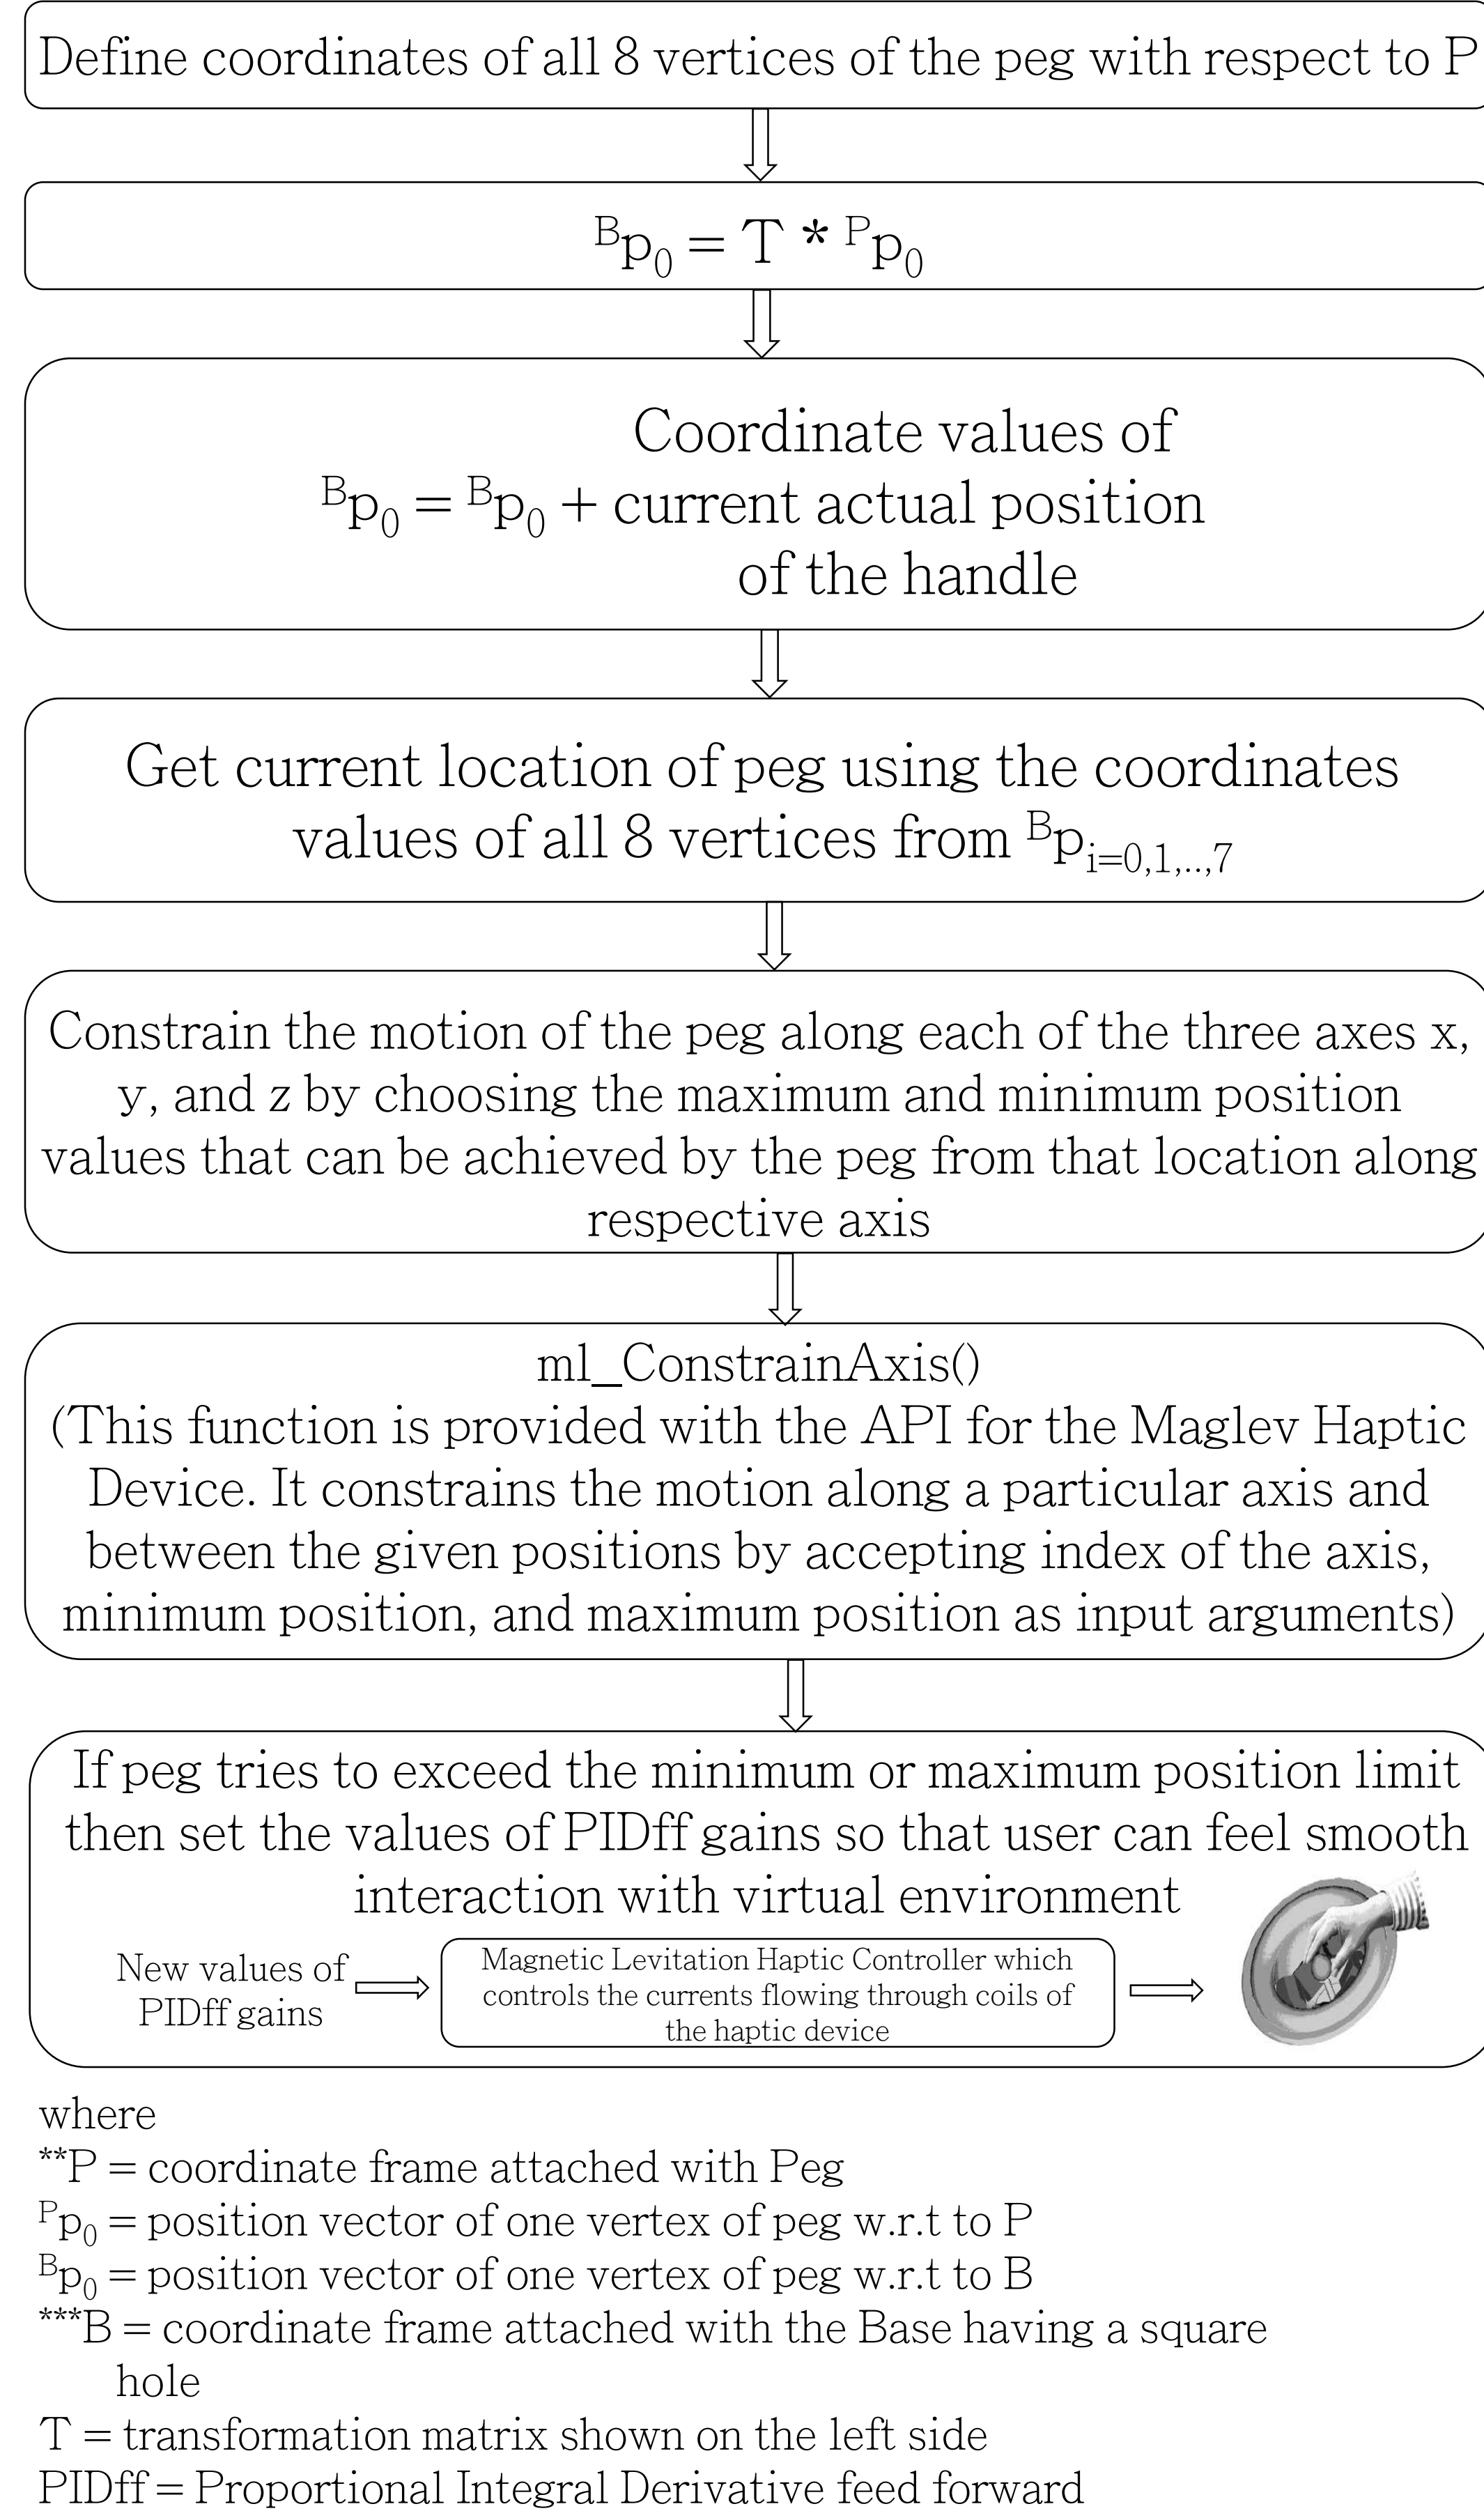 Define coordinates of all 8 vertices of the peg with respect to P
ᴮp₀ = T * ᴾp₀
Coordinate values of
ᴮp₀ = ᴮp₀ + current actual position
of the handle
Get current location of peg using the coordinates
values of all 8 vertices from ᴮpᵢ₌₀,₁,..,₇
Constrain the motion of the peg along each of the three axes x,
y, and z by choosing the maximum and minimum position
values that can be achieved by the peg from that location along
respective axis
ml_ConstrainAxis()
(This function is provided with the API for the Maglev Haptic
Device. It constrains the motion along a particular axis and
between the given positions by accepting index of the axis,
minimum position, and maximum position as input arguments)
If peg tries to exceed the minimum or maximum position limit
then set the values of PIDff gains so that user can feel smooth
interaction with virtual environment
New values of
PIDff gains
Magnetic Levitation Haptic Controller which
controls the currents flowing through coils of
the haptic device
where
**P = coordinate frame attached with Peg
ᴾp₀ = position vector of one vertex of peg w.r.t to P
ᴮp₀ = position vector of one vertex of peg w.r.t to B
***B = coordinate frame attached with the Base having a square
hole
T = transformation matrix shown on the left side
PIDff = Proportional Integral Derivative feed forward